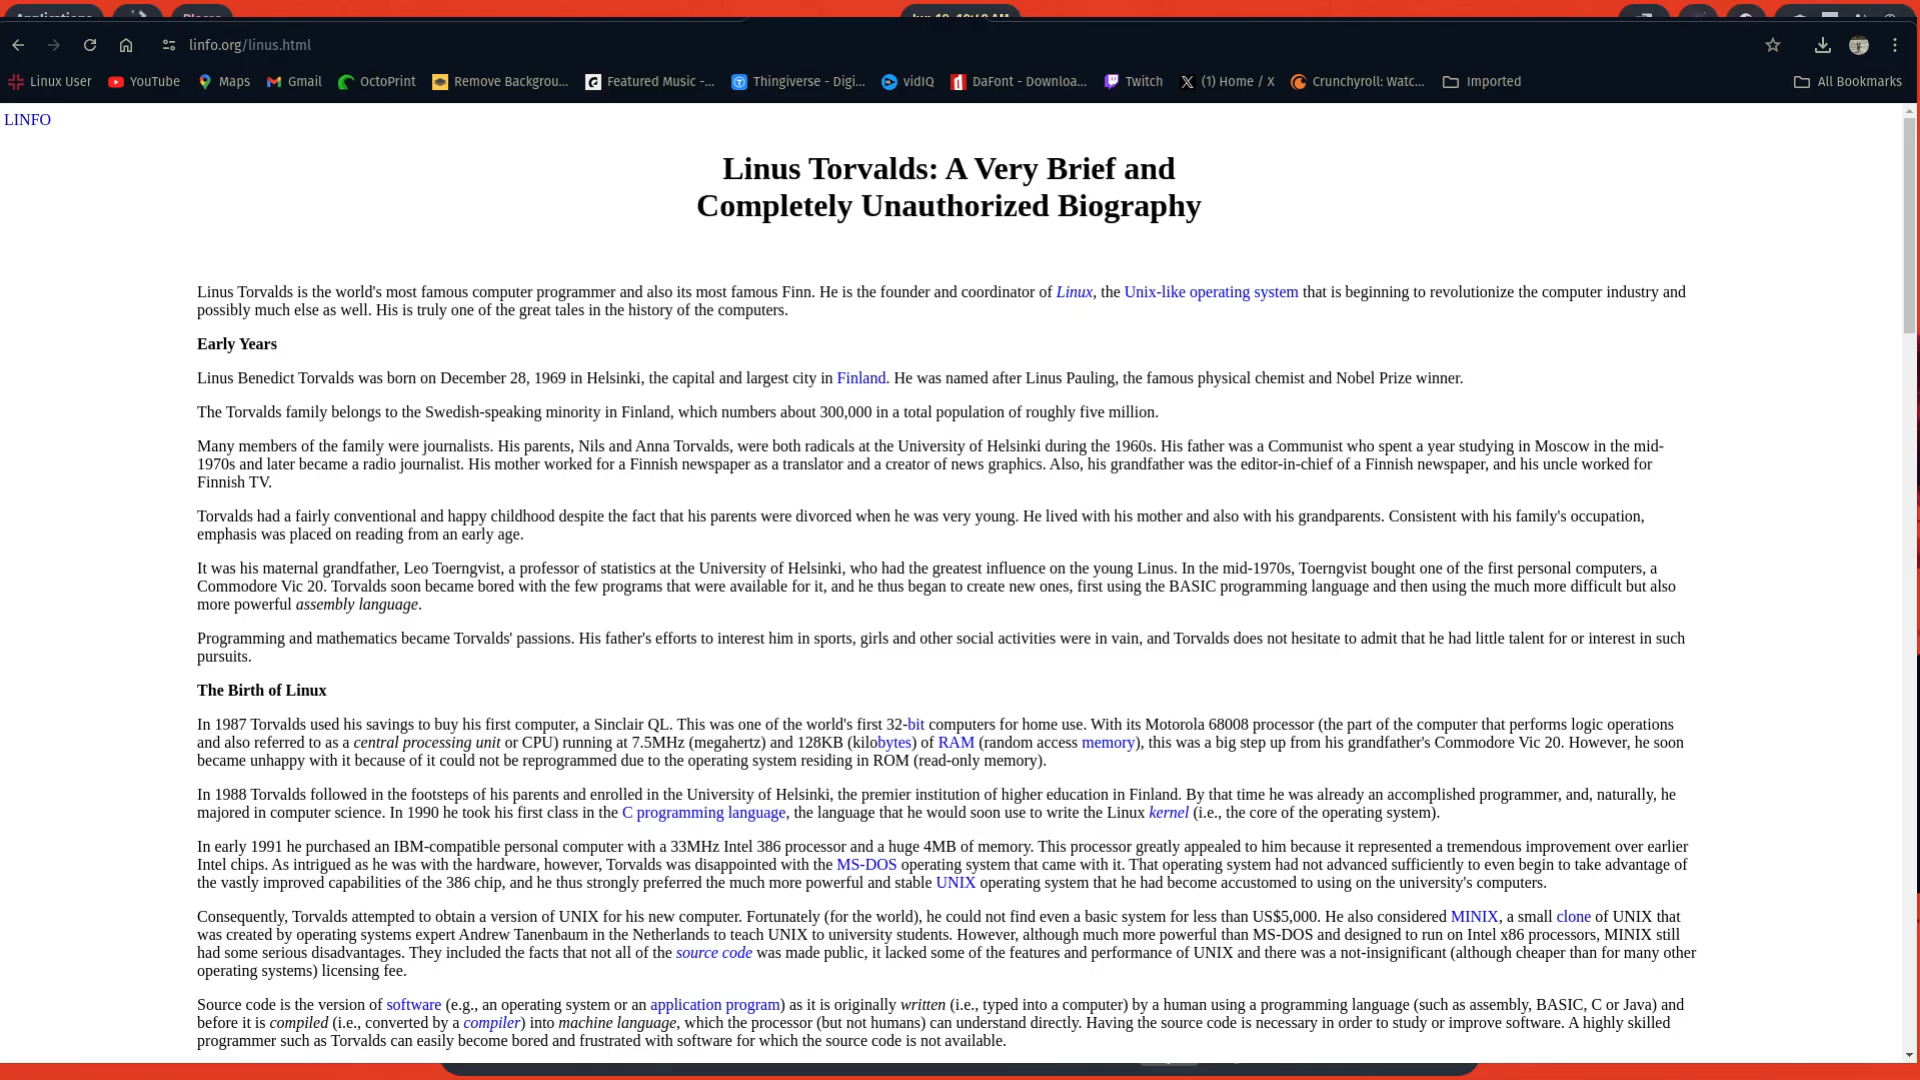 linfo.org/linus.html
Linux User YouTube Maps Gmail OctoPrint Remove Backgrou... Featured Music -... Thingiverse - Digi... vidIQ DaFont - Downloa... Twitch (1) Home / X Crunchyroll: Watc... Imported All Bookmarks
LINFO
Linus Torvalds: A Very Brief and
Completely Unauthorized Biography
Linus Torvalds is the world's most famous computer programmer and also its most famous Finn. He is the founder and coordinator of Linux, the Unix-like operating system that is beginning to revolutionize the computer industry and
possibly much else as well. His is truly one of the great tales in the history of the computers.
Early Years
Linus Benedict Torvalds was born on December 28, 1969 in Helsinki, the capital and largest city in Finland. He was named after Linus Pauling, the famous physical chemist and Nobel Prize winner.
The Torvalds family belongs to the Swedish-speaking minority in Finland, which numbers about 300,000 in a total population of roughly five million.
Many members of the family were journalists. His parents, Nils and Anna Torvalds, were both radicals at the University of Helsinki during the 1960s. His father was a Communist who spent a year studying in Moscow in the mid-
1970s and later became a radio journalist. His mother worked for a Finnish newspaper as a translator and a creator of news graphics. Also, his grandfather was the editor-in-chief of a Finnish newspaper, and his uncle worked for
Finnish TV.
Torvalds had a fairly conventional and happy childhood despite the fact that his parents were divorced when he was very young. He lived with his mother and also with his grandparents. Consistent with his family's occupation,
emphasis was placed on reading from an early age.
It was his maternal grandfather, Leo Toerngvist, a professor of statistics at the University of Helsinki, who had the greatest influence on the young Linus. In the mid-1970s, Toerngvist bought one of the first personal computers, a
Commodore Vic 20. Torvalds soon became bored with the few programs that were available for it, and he thus began to create new ones, first using the BASIC programming language and then using the much more difficult but also
more powerful assembly language.
Programming and mathematics became Torvalds' passions. His father's efforts to interest him in sports, girls and other social activities were in vain, and Torvalds does not hesitate to admit that he had little talent for or interest in such
pursuits.
The Birth of Linux
In 1987 Torvalds used his savings to buy his first computer, a Sinclair QL. This was one of the world's first 32-bit computers for home use. With its Motorola 68008 processor (the part of the computer that performs logic operations
and also referred to as a central processing unit or CPU) running at 7.5MHz (megahertz) and 128KB (kilobytes) of RAM (random access memory), this was a big step up from his grandfather's Commodore Vic 20. However, he soon
became unhappy with it because of it could not be reprogrammed due to the operating system residing in ROM (read-only memory).
In 1988 Torvalds followed in the footsteps of his parents and enrolled in the University of Helsinki, the premier institution of higher education in Finland. By that time he was already an accomplished programmer, and, naturally, he
majored in computer science. In 1990 he took his first class in the C programming language, the language that he would soon use to write the Linux kernel (i.e., the core of the operating system).
In early 1991 he purchased an IBM-compatible personal computer with a 33MHz Intel 386 processor and a huge 4MB of memory. This processor greatly appealed to him because it represented a tremendous improvement over earlier
Intel chips. As intrigued as he was with the hardware, however, Torvalds was disappointed with the MS-DOS operating system that came with it. That operating system had not advanced sufficiently to even begin to take advantage of
the vastly improved capabilities of the 386 chip, and he thus strongly preferred the much more powerful and stable UNIX operating system that he had become accustomed to using on the university's computers.
Consequently, Torvalds attempted to obtain a version of UNIX for his new computer. Fortunately (for the world), he could not find even a basic system for less than US$5,000. He also considered MINIX, a small clone of UNIX that
was created by operating systems expert Andrew Tanenbaum in the Netherlands to teach UNIX to university students. However, although much more powerful than MS-DOS and designed to run on Intel x86 processors, MINIX still
had some serious disadvantages. They included the facts that not all of the source code was made public, it lacked some of the features and performance of UNIX and there was a not-insignificant (although cheaper than for many other
operating systems) licensing fee.
Source code is the version of software (e.g., an operating system or an application program) as it is originally written (i.e., typed into a computer) by a human using a programming language (such as assembly, BASIC, C or Java) and
before it is compiled (i.e., converted by a compiler) into machine language, which the processor (but not humans) can understand directly. Having the source code is necessary in order to study or improve software. A highly skilled
programmer such as Torvalds can easily become bored and frustrated with software for which the source code is not available.